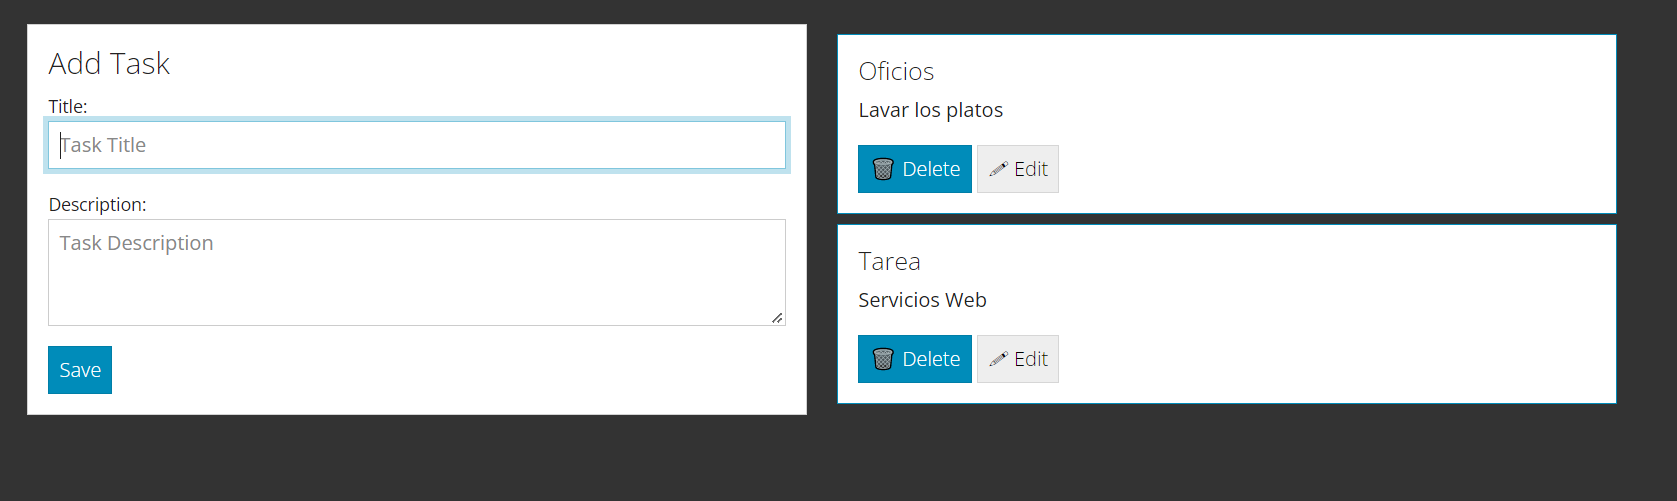 Add Task
Title:
Task Title
Description:
Task Description
Save
Oficios
Lavar los platos
Delete
Edit
Tarea
Servicios Web
Delete
Edit